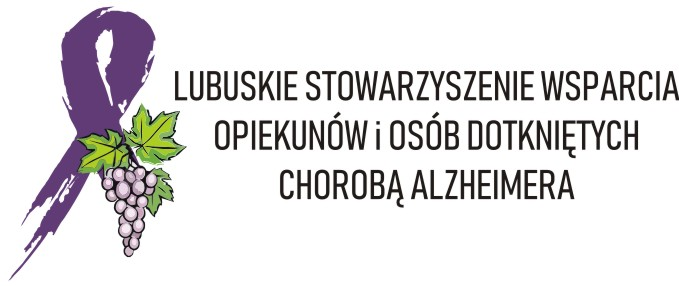 LUBUSKIE STOWARZYSZENIE WSPARCIA
OPIEKUNÓW i OSÓB DOTKNIĘTYCH
CHOROBĄ ALZHEIMERA